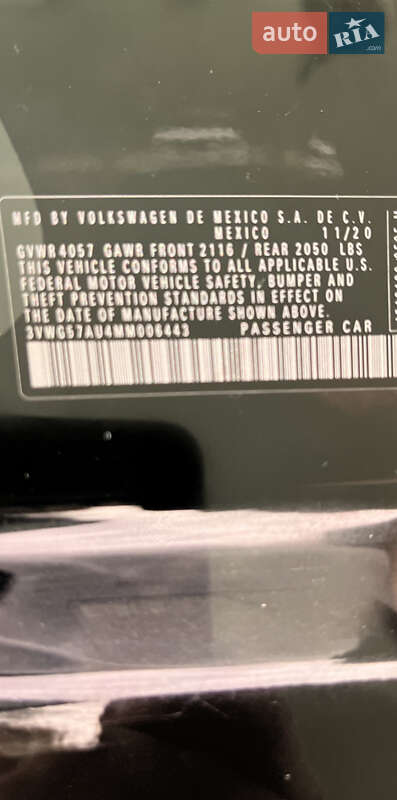 auto RIA
.com
MFD BY VOLKSWAGEN DE MEXICO S.A. DE C.V.
MEXICO 11/20
GVWR 4057 GAWR FRONT 2116 / REAR 2050 LBS
THIS VEHICLE CONFORMS TO ALL APPLICABLE U.S.
FEDERAL MOTOR VEHICLE SAFETY, BUMPER AND
THEFT PREVENTION STANDARDS IN EFFECT ON
THE DATE OF MANUFACTURE SHOWN ABOVE.
3VWG57AU4MM006443 PASSENGER CAR